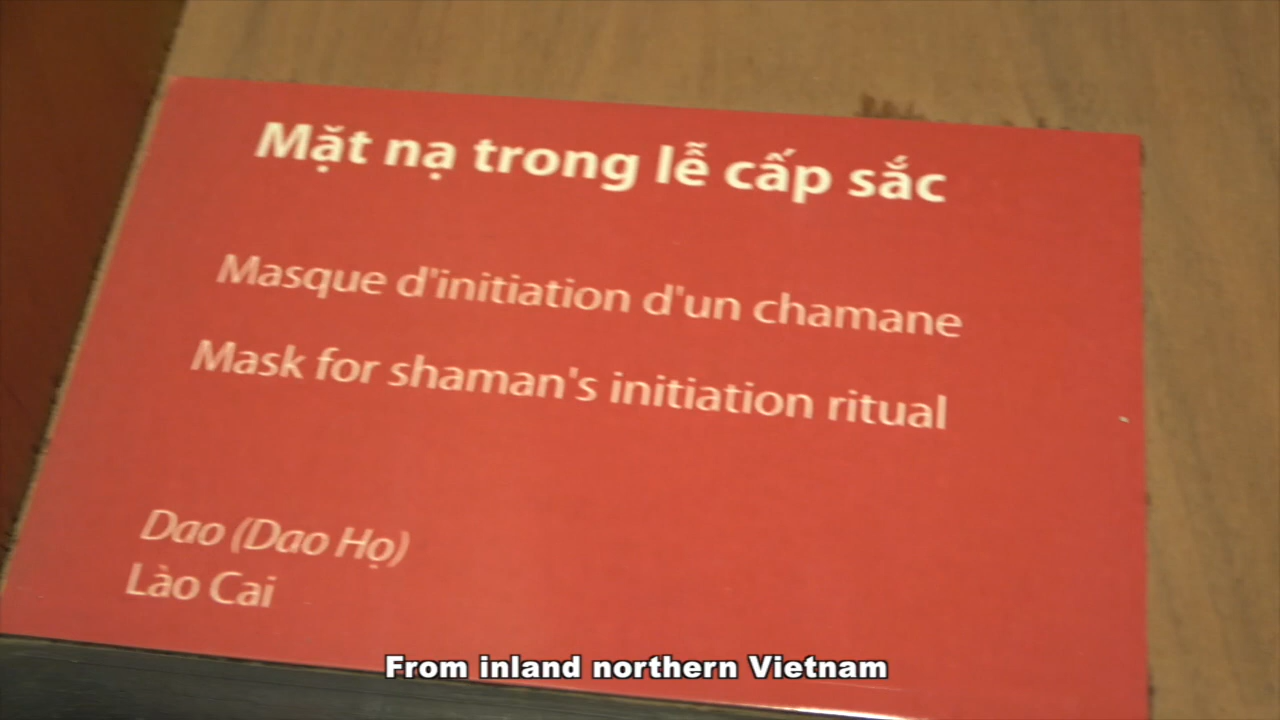 Mặt nạ trong lễ cấp sắc
Masque d'initiation d'un chamane
Mask for shaman's initiation ritual
Dao (Dao Họ)
Lào Cai
From inland northern Vietnam